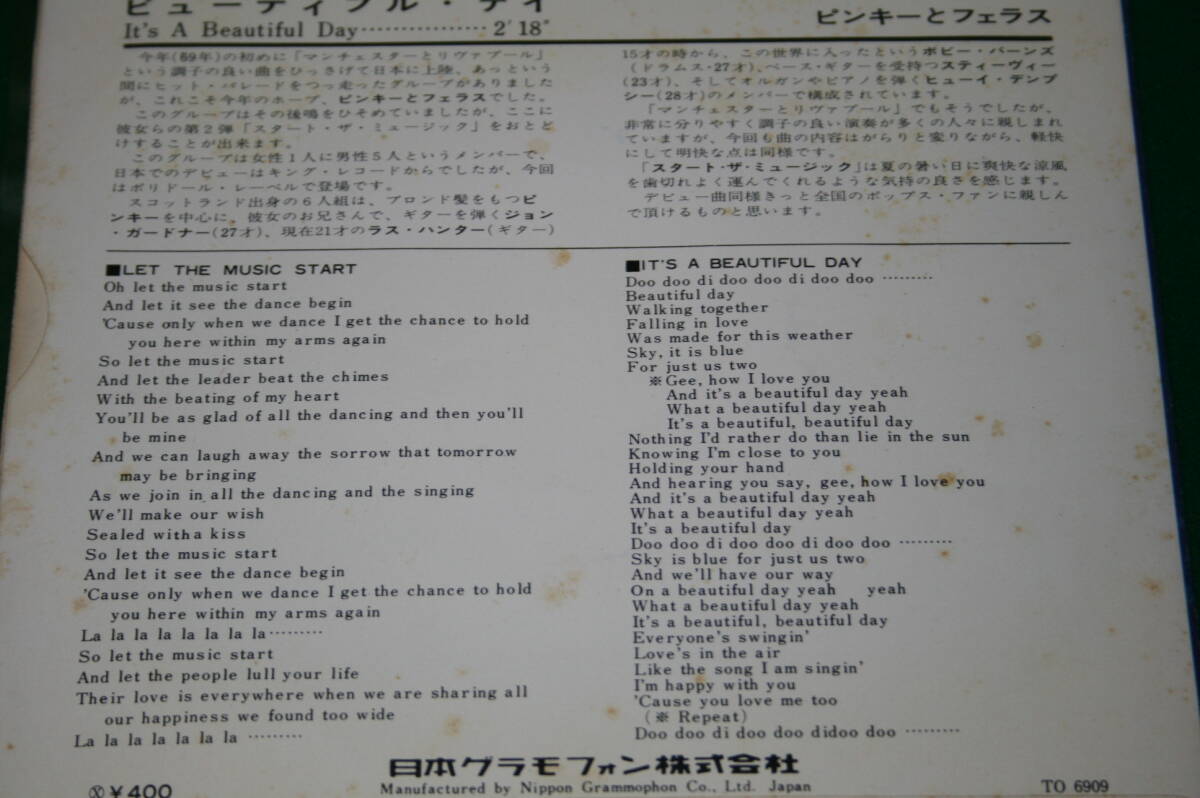 ビューティフル・デイ
It's A Beautiful Day………………2′18″
ピンキーとフェラス
今年(69年)の初めに「マンチェスターとリヴァプール」
という調子の良い曲をひっさげて日本に上陸、あっという
間にヒット・パレードをつっ走ったグループがありました
が、これこそ今年のホープ、ピンキーとフェラスでした。
このグループはその後鳴をひそめていましたが、ここに
彼女らの第2弾「スタート・ザ・ミュージック」をおとど
けすることが出来ます。
このグループは女性1人に男性5人というメンバーで、
日本でのデビューはキング・レコードからでしたが、今回
はポリドール・レーベルで登場です。
スコットランド出身の6人組は、ブロンド髪をもつピ
ンキーを中心に、彼女のお兄さんで、ギターを弾くジョン
・ガードナー(27才)、現在21才のラス・ハンター(ギター)
15才の時から、この世界に入ったというボビー・バーンズ
(ドラムス・27才)、ベース・ギターを受持つスティーヴィー
(23才)、そしてオルガンやピアノを弾くヒューイ・デンプ
シー(28才)のメンバーで構成されています。
「マンチェスターとリヴァプール」でもそうでしたが、
非常に分りやすく調子の良い演奏が多くの人々に親しまれ
ていますが、今回も曲の内容はがらりと変りながら、軽快
にして明快な点は同様です。
「スタート・ザ・ミュージック」は夏の暑い日に爽快な涼風
を歯切れよく運んでくれるような気持の良さを感じます。
デビュー曲同様きっと全国のポップス・ファンに親しん
で頂けるものと思います。
■LET THE MUSIC START
Oh let the music start
And let it see the dance begin
'Cause only when we dance I get the chance to hold
you here within my arms again
So let the music start
And let the leader beat the chimes
With the beating of my heart
You'll be as glad of all the dancing and then you'll
be mine
And we can laugh away the sorrow that tomorrow
may be bringing
As we join in all the dancing and the singing
We'll make our wish
Sealed witha kiss
So let the music start
And let it see the dance begin
'Cause only when we dance I get the chance to hold
you here within my arms again
La la la la la la la la………
So let the music start
And let the people lull your life
Their love is everywhere when we are sharing all
our happiness we found too wide
La la la la la la la ………
■IT'S A BEAUTIFUL DAY
Doo doo di doo doo di doo doo ………
Beautiful day
Walking together
Falling in love
Was made for this weather
Sky, it is blue
For just us two
※Gee, how I love you
And it's a beautiful day yeah
What a beautiful day yeah
It's a beautiful, beautiful day
Nothing I'd rather do than lie in the sun
Knowing I'm close to you
Holding your hand
And hearing you say, gee, how I love you
And it's a beautiful day yeah
What a beautiful day yeah
It's a beautiful day
Doo doo di doo doo di doo doo ………
Sky is blue for just us two
And we'll have our way
On a beautiful day yeah yeah
What a beautiful day yeah
It's a beautiful, beautiful day
Everyone's swingin'
Love's in the air
Like the song I am singin'
I'm happy with you
'Cause you love me too
(※ Repeat)
Doo doo di doo doo didoo doo ………
日本グラモフォン株式会社
Ⓧ¥400
Manufactured by Nippon Grammophon Co., Ltd. Japan
TO 6909